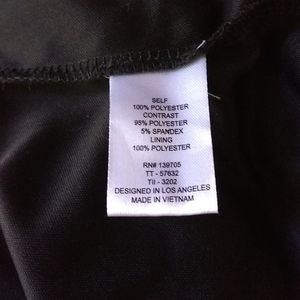 SELF
100% POLYESTER
CONTRAST
95% POLYESTER
5% SPANDEX
LINING
100% POLYESTER
RN# 139705
TT - 57632
TII - 3202
DESIGNED IN LOS ANGELES
MADE IN VIETNAM